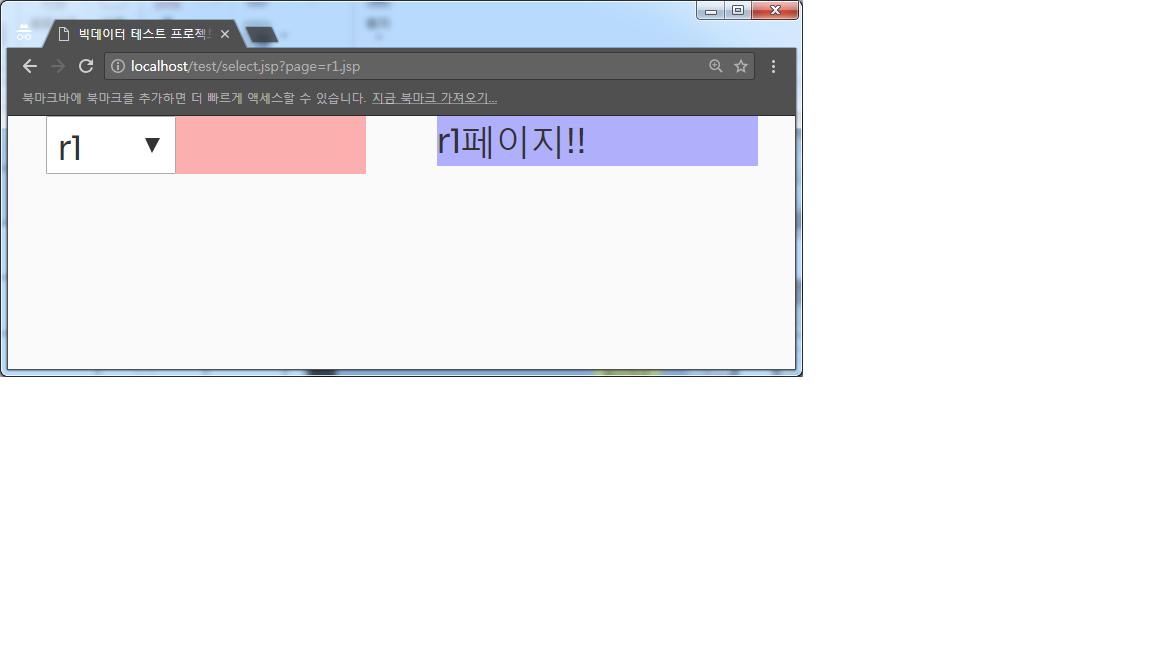 빅데이터 테스트 프로젝트
localhost/test/select.jsp?page=r1.jsp
북마크바에 북마크를 추가하면 더 빠르게 액세스할 수 있습니다. 지금 북마크 가져오기...
r1
r1페이지!!